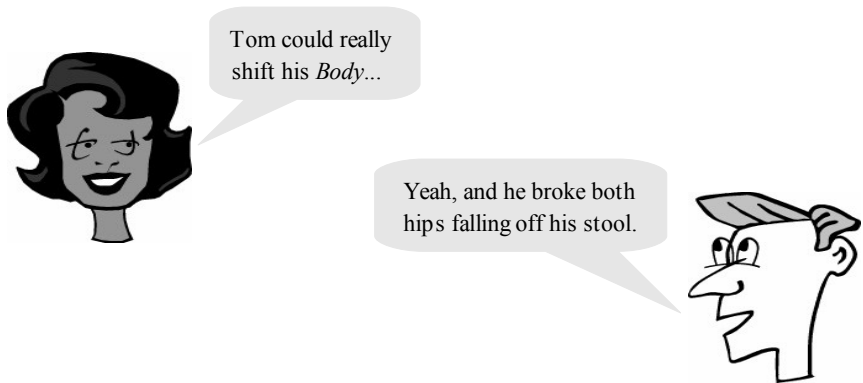 Tom could really
shift his Body...
Yeah, and he broke both
hips falling off his stool.